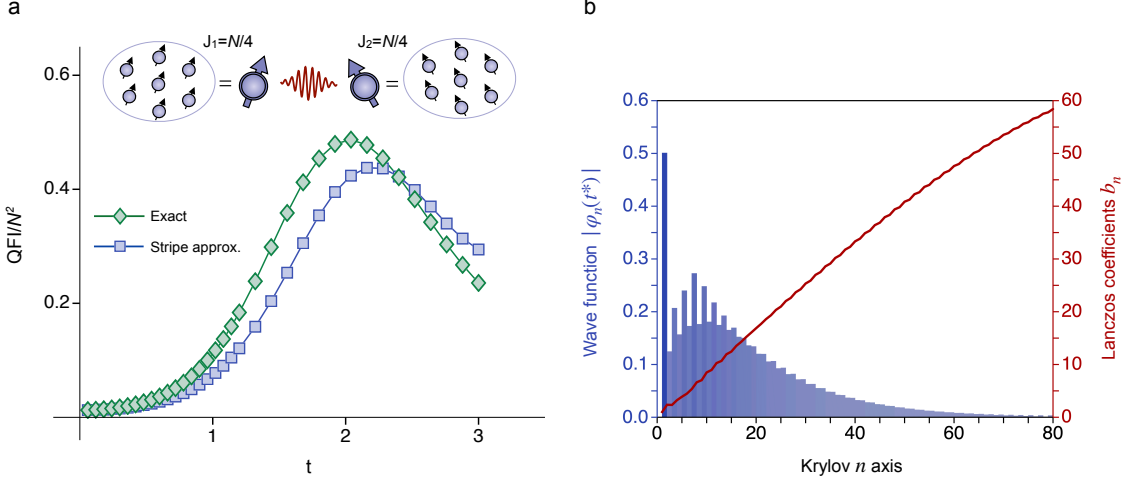 a
J₁=N/4
J₂=N/4
=
=
0.6
0.4
0.2
QFI/N²
Exact
Stripe approx.
1
2
3
t
b
0.6
0.5
0.4
0.3
0.2
0.1
0.0
Wave function |φₙ(t*)|
60
50
40
30
20
10
0
Lanczos coefficients bₙ
0
20
40
60
80
Krylov n axis